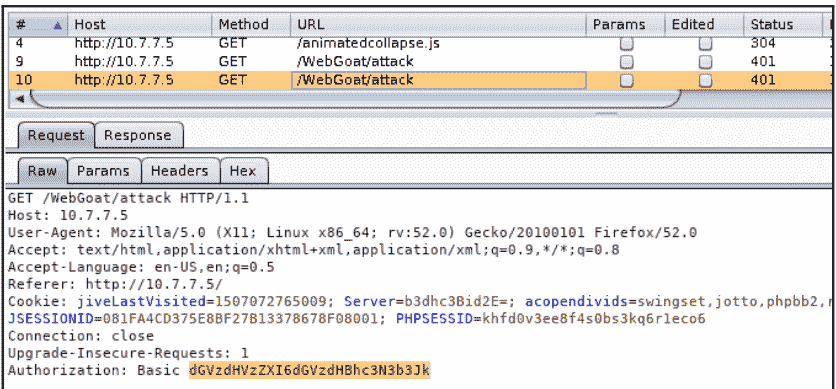 # Host Method URL Params Edited Status
4 http://10.7.7.5 GET /animatedcollapse.js 304
9 http://10.7.7.5 GET /WebGoat/attack 401
10 http://10.7.7.5 GET /WebGoat/attack 401
Request Response
Raw Params Headers Hex
GET /WebGoat/attack HTTP/1.1
Host: 10.7.7.5
User-Agent: Mozilla/5.0 (X11; Linux x86_64; rv:52.0) Gecko/20100101 Firefox/52.0
Accept: text/html,application/xhtml+xml,application/xml;q=0.9,*/*;q=0.8
Accept-Language: en-US,en;q=0.5
Referer: http://10.7.7.5/
Cookie: jiveLastVisited=1507072765009; Server=b3dhc3Bid2E=; acopendivids=swingset,jotto,phpbb2,
JSESSIONID=081FA4CD375E8BF27B13378678F08001; PHPSESSID=khfd0v3ee8f4s0bs3kq6r1eco6
Connection: close
Upgrade-Insecure-Requests: 1
Authorization: Basic dGVzdHVzZXI6dGVzdHBhc3N3b3Jk